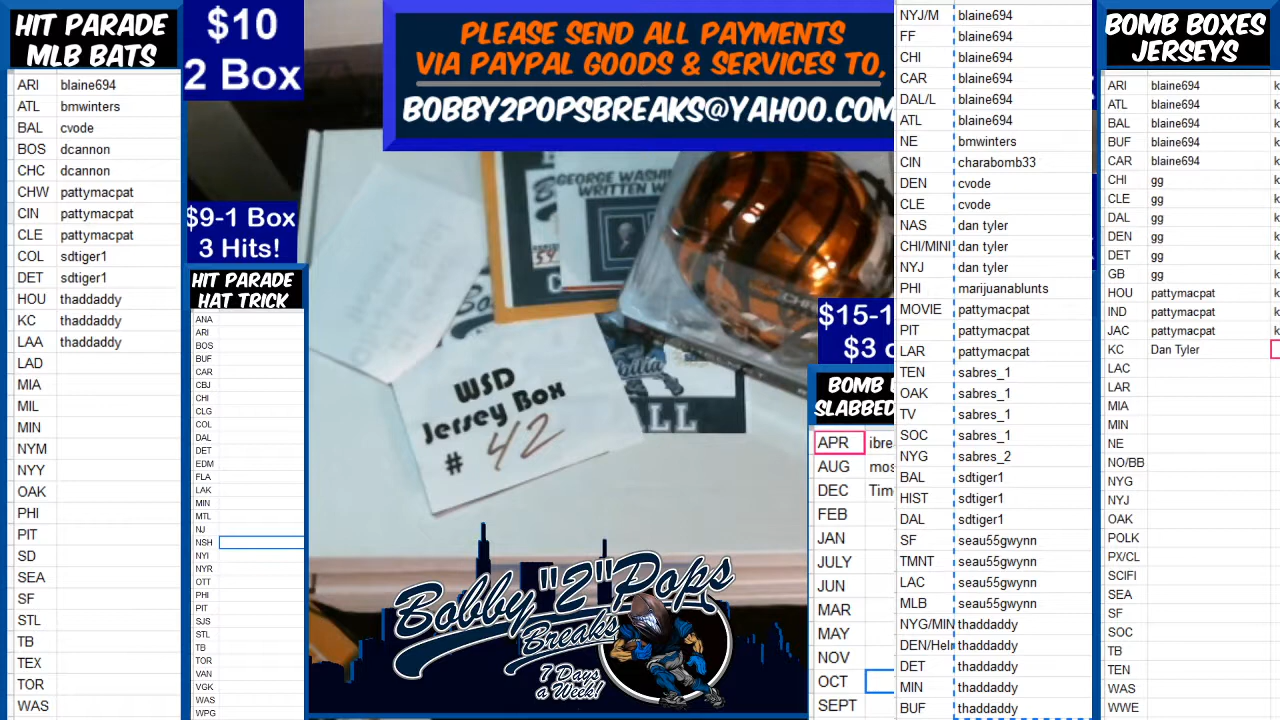 HIT PARADE
MLB BATS
ARI blaine694
ATL bmwinters
BAL cvode
BOS dcannon
CHC dcannon
CHW pattymacpat
CIN pattymacpat
CLE pattymacpat
COL sdtiger1
DET sdtiger1
HOU thaddaddy
KC thaddaddy
LAA thaddaddy
LAD
MIA
MIL
MIN
NYM
NYY
OAK
PHI
PIT
SD
SEA
SF
STL
TB
TEX
TOR
WAS
$10
2 Box
$9-1 Box
3 Hits!
HIT PARADE
HAT TRICK
ANA
ARI
BOS
BUF
CAR
CBJ
CHI
CLG
COL
DAL
DET
EDM
FLA
LAK
MIN
MTL
NJ
NSH
NYI
NYR
OTT
PHI
PIT
SJS
STL
TB
TOR
VAN
VGK
WAS
WPG
PLEASE SEND ALL PAYMENTS
VIA PAYPAL GOODS & SERVICES TO,
BOBBY2POPSBREAKS@YAHOO.COM
WSD
Jersey Box
# 42
Bobby "2" Pops
Breaks
7 Days
a Week!
$15-1
$3 
BOMB
SLABBED
APR
AUG
DEC
FEB
JAN
JULY
JUN
MAR
MAY
NOV
OCT
SEPT
NYJ/M blaine694
FF blaine694
CHI blaine694
CAR blaine694
DAL/L blaine694
ATL blaine694
NE bmwinters
CIN charabomb33
DEN cvode
CLE cvode
NAS dan tyler
CHI/MINI dan tyler
NYJ dan tyler
PHI marijuanablunts
MOVIE pattymacpat
PIT pattymacpat
LAR pattymacpat
TEN sabres_1
OAK sabres_1
TV sabres_1
SOC sabres_1
NYG sabres_2
BAL sdtiger1
HIST sdtiger1
DAL sdtiger1
SF seau55gwynn
TMNT seau55gwynn
LAC seau55gwynn
MLB seau55gwynn
NYG/MIN thaddaddy
DEN/Heln thaddaddy
DET thaddaddy
MIN thaddaddy
BUF thaddaddy
BOMB BOXES
JERSEYS
ARI blaine694
ATL blaine694
BAL blaine694
BUF blaine694
CAR blaine694
CHI gg
CLE gg
DAL gg
DEN gg
DET gg
GB gg
HOU pattymacpat
IND pattymacpat
JAC pattymacpat
KC Dan Tyler
LAC
LAR
MIA
MIN
NE
NO/BB
NYG
NYJ
OAK
POLK
PX/CL
SCIFI
SEA
SF
SOC
TB
TEN
WAS
WWE